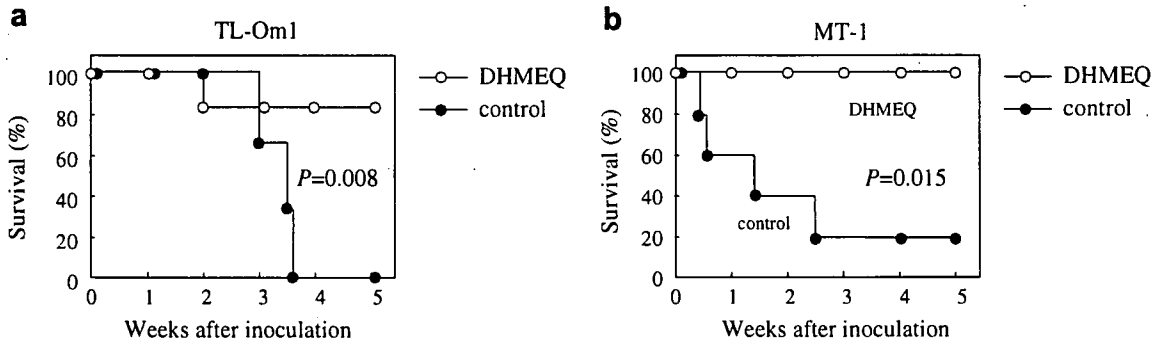 a
TL-Om1
100
80
60
40
20
0
Survival (%)
0 1 2 3 4 5
Weeks after inoculation
P=0.008
DHMEQ
control
b
MT-1
100
80
60
40
20
0
Survival (%)
0 1 2 3 4 5
Weeks after inoculation
DHMEQ
P=0.015
control
DHMEQ
control